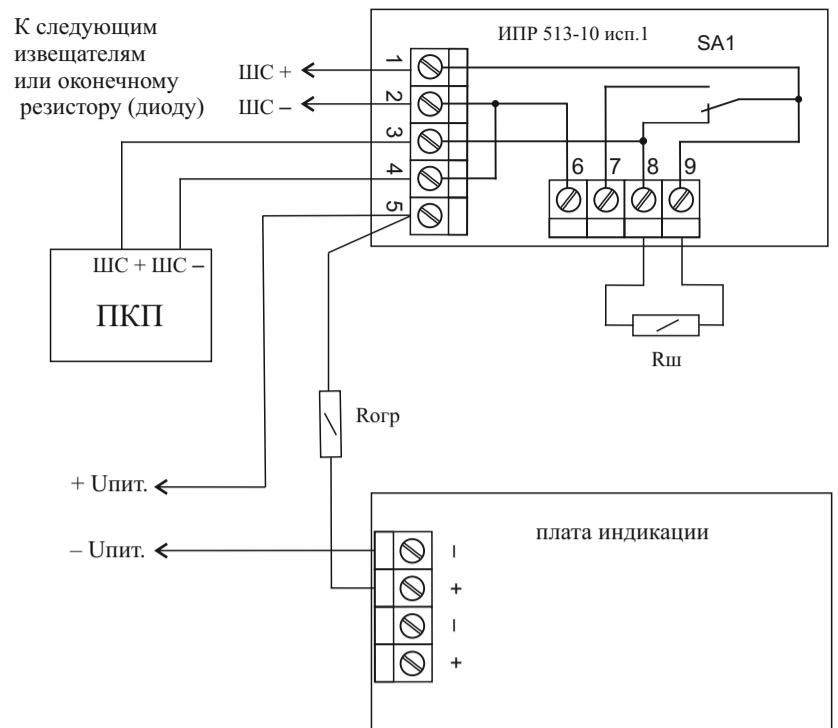 К следующим
извещателям
или оконечному
резистору (диоду)
ИПР 513-10 исп.1
SA1
ШС +
ШС –
1
2
3
4
5
6 7 8 9
ШС + ШС –
ПКП
Rш
Rогр
+ Uпит.
– Uпит.
плата индикации
–
+
–
+